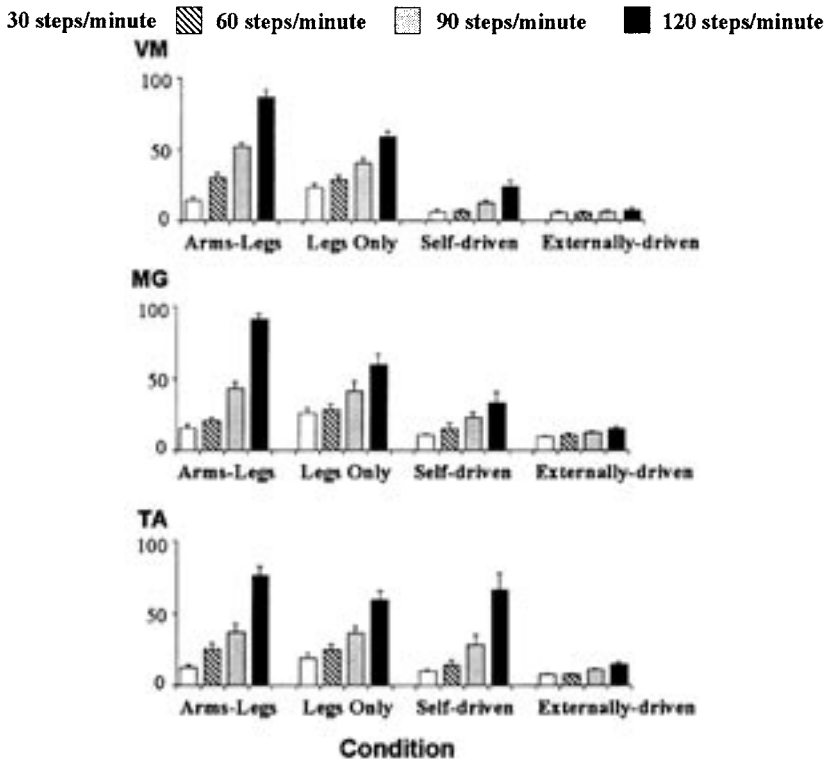 30 steps/minute 60 steps/minute 90 steps/minute 120 steps/minute
VM
100
50
0
Arms-Legs Legs Only Self-driven Externally-driven
MG
100
50
0
Arms-Legs Legs Only Self-driven Externally-driven
TA
100
50
0
Arms-Legs Legs Only Self-driven Externally-driven
Condition